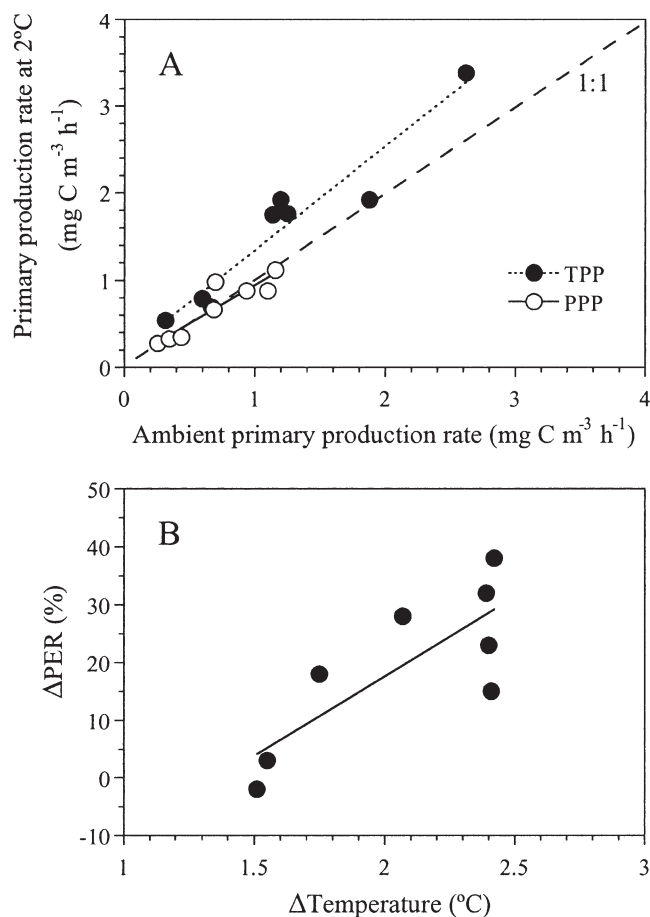 Primary production rate at 2ºC
(mg C m⁻³ h⁻¹)
4
3
2
1
0
A
1:1
TPP
PPP
0 1 2 3 4
Ambient primary production rate (mg C m⁻³ h⁻¹)
ΔPER (%)
50
40
30
20
10
0
-10
B
1 1.5 2 2.5 3
ΔTemperature (ºC)